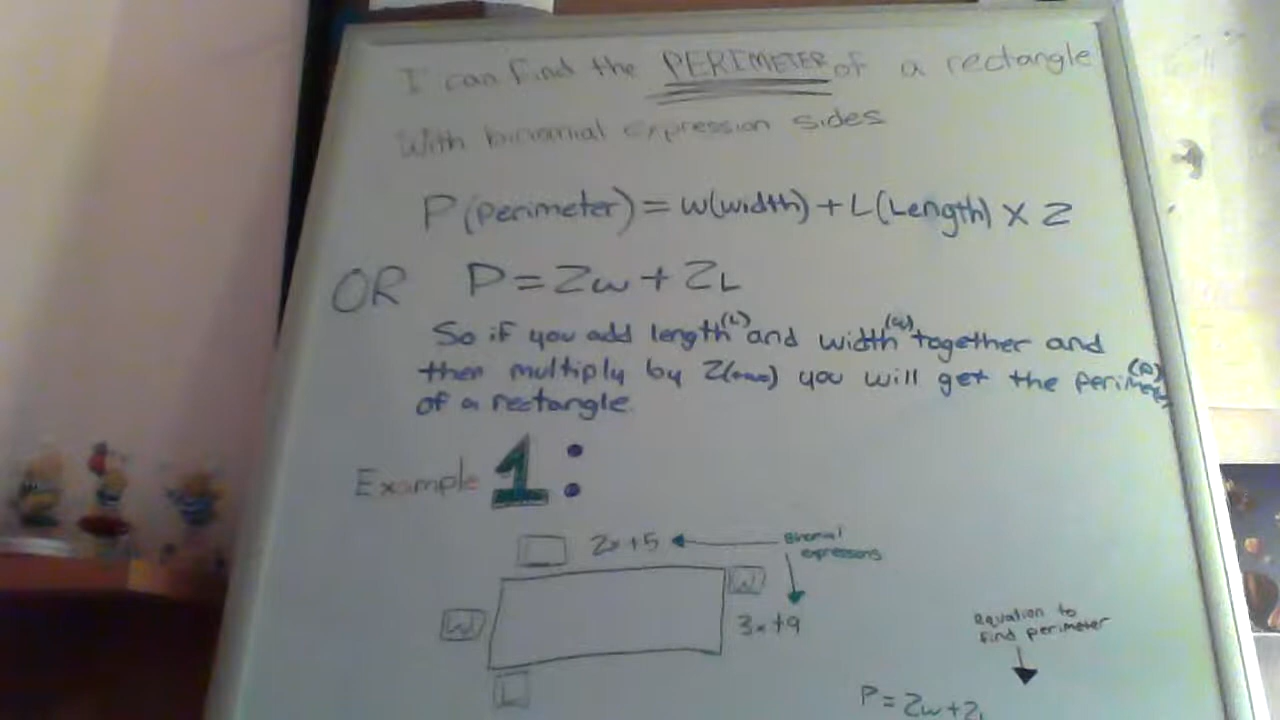 I can find the PERIMETER of a rectangle
With binomial expression sides
P(perimeter) = w(width) + L(Length) x 2
OR P = 2w + 2L
So if you add length(L) and width(w) together and
then multiply by 2(two) you will get the perimeter(P)
of a rectangle.
Example 1:
2x+5
Binomial
expressions
W
W
3x+9
L
Equation to
find perimeter
P = 2w+2L